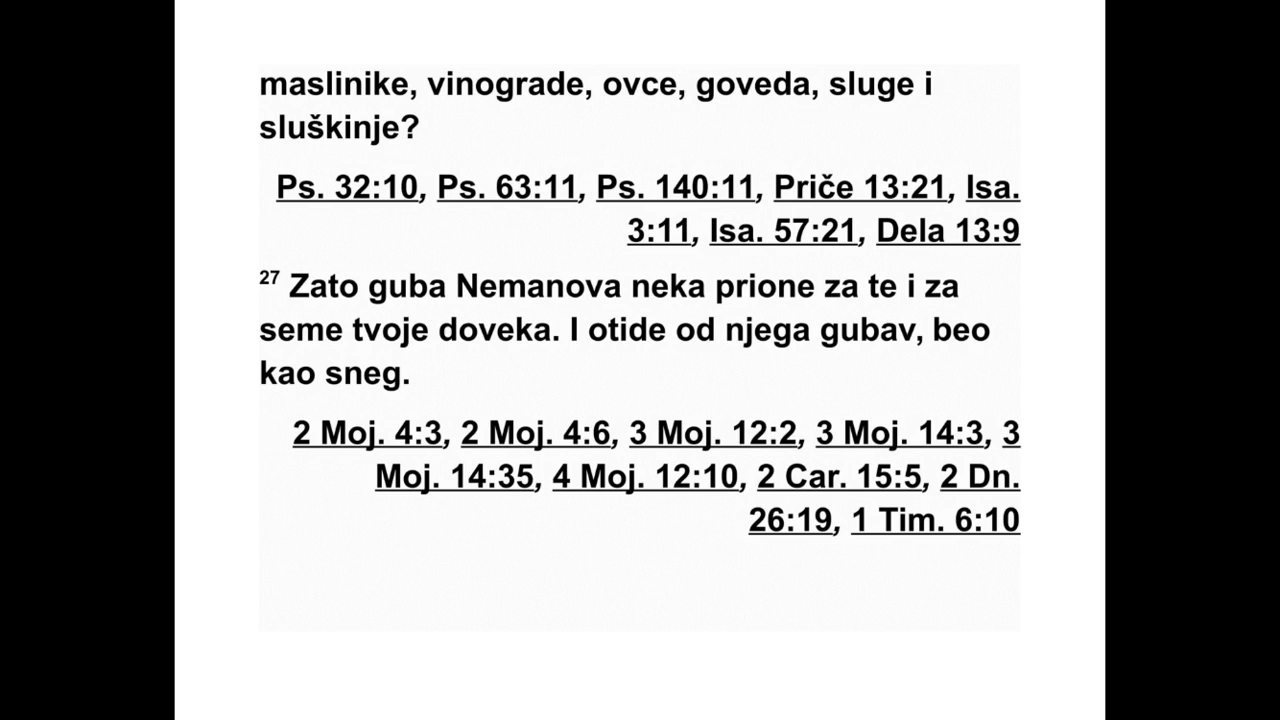 maslinike, vinograde, ovce, goveda, sluge i
sluškinje?
Ps. 32:10, Ps. 63:11, Ps. 140:11, Priče 13:21, Isa.
3:11, Isa. 57:21, Dela 13:9
27 Zato guba Nemanova neka prione za te i za
seme tvoje doveka. I otide od njega gubav, beo
kao sneg.
2 Moj. 4:3, 2 Moj. 4:6, 3 Moj. 12:2, 3 Moj. 14:3, 3
Moj. 14:35, 4 Moj. 12:10, 2 Car. 15:5, 2 Dn.
26:19, 1 Tim. 6:10